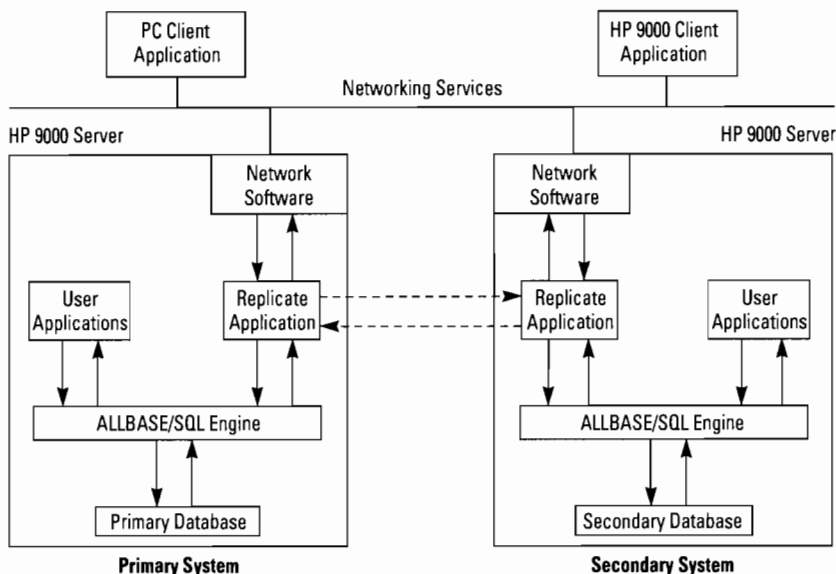 PC Client
Application
HP 9000 Client
Application
Networking Services
HP 9000 Server
HP 9000 Server
Network
Software
Network
Software
User
Applications
Replicate
Application
Replicate
Application
User
Applications
ALLBASE/SQL Engine
ALLBASE/SQL Engine
Primary Database
Secondary Database
Primary System
Secondary System